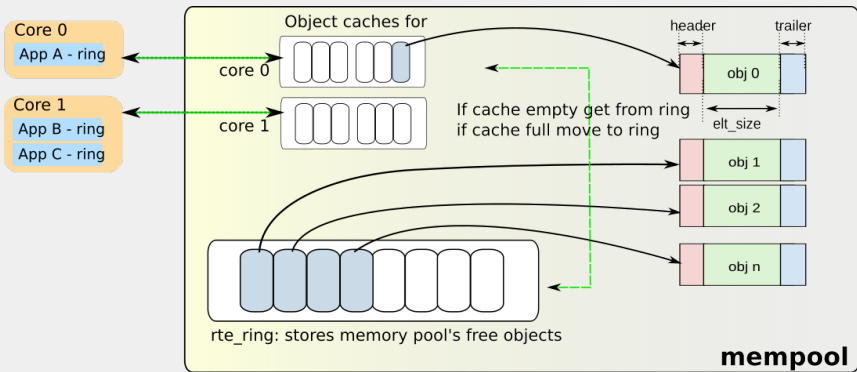 Core 0
App A - ring
Core 1
App B - ring
App C - ring
Object caches for
core 0
core 1
If cache empty get from ring
if cache full move to ring
header
trailer
obj 0
elt_size
obj 1
obj 2
obj n
rte_ring: stores memory pool's free objects
mempool